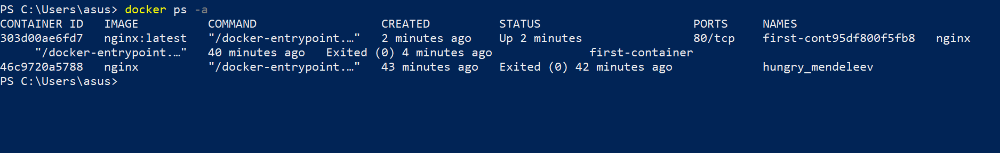 PS C:\Users\asus> docker ps -a
CONTAINER ID   IMAGE          COMMAND                  CREATED          STATUS                      PORTS     NAMES
303d00ae6fd7   nginx:latest   "/docker-entrypoint.…"   2 minutes ago    Up 2 minutes                80/tcp    first-cont95df800f5fb8   nginx
     "/docker-entrypoint.…"   40 minutes ago   Exited (0) 4 minutes ago              first-container
46c9720a5788   nginx          "/docker-entrypoint.…"   43 minutes ago   Exited (0) 42 minutes ago             hungry_mendeleev
PS C:\Users\asus>